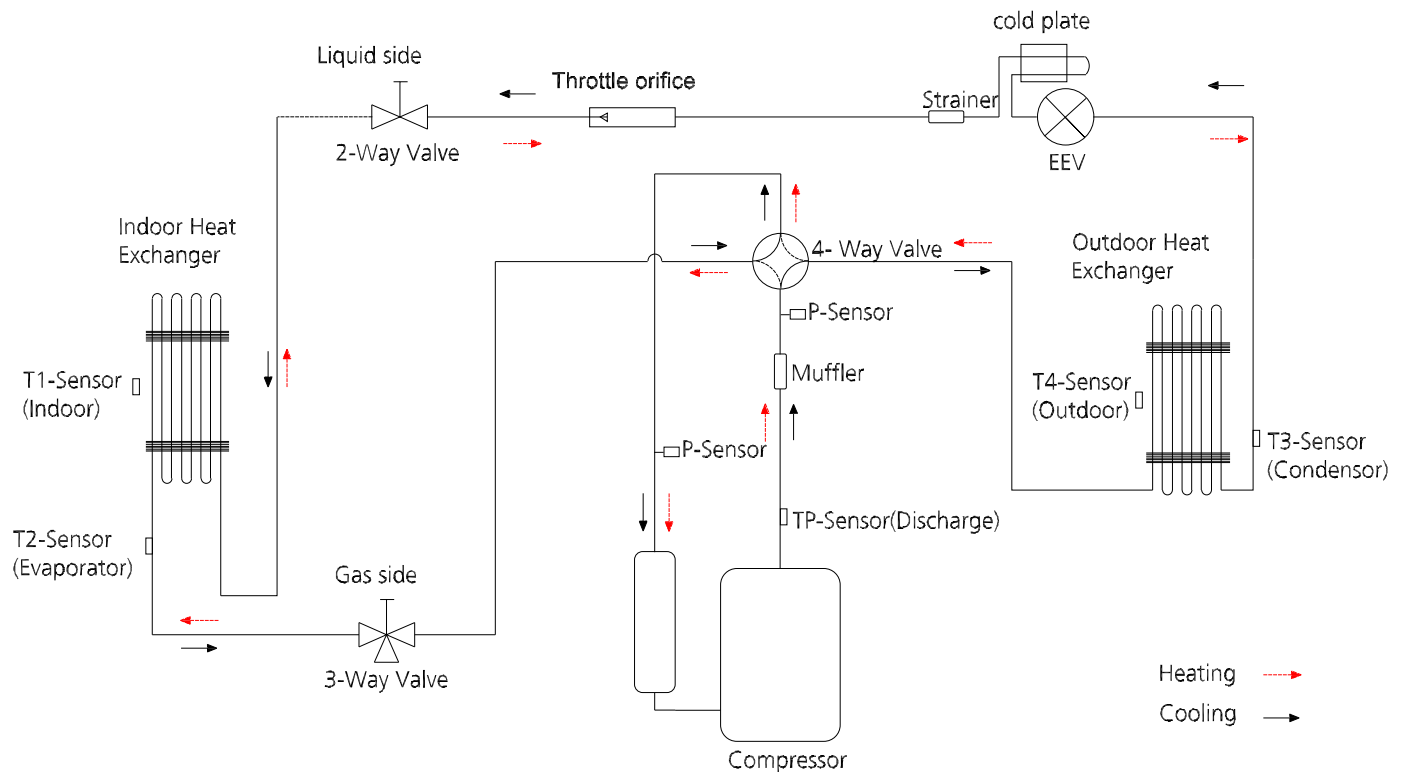 cold plate
Liquid side
Throttle orifice
Strainer
2-Way Valve
EEV
Indoor Heat
Exchanger
4- Way Valve
Outdoor Heat
Exchanger
P-Sensor
T1-Sensor
(Indoor)
Muffler
T4-Sensor
(Outdoor)
P-Sensor
T3-Sensor
(Condensor)
TP-Sensor(Discharge)
T2-Sensor
(Evaporator)
Gas side
3-Way Valve
Heating
Cooling
Compressor